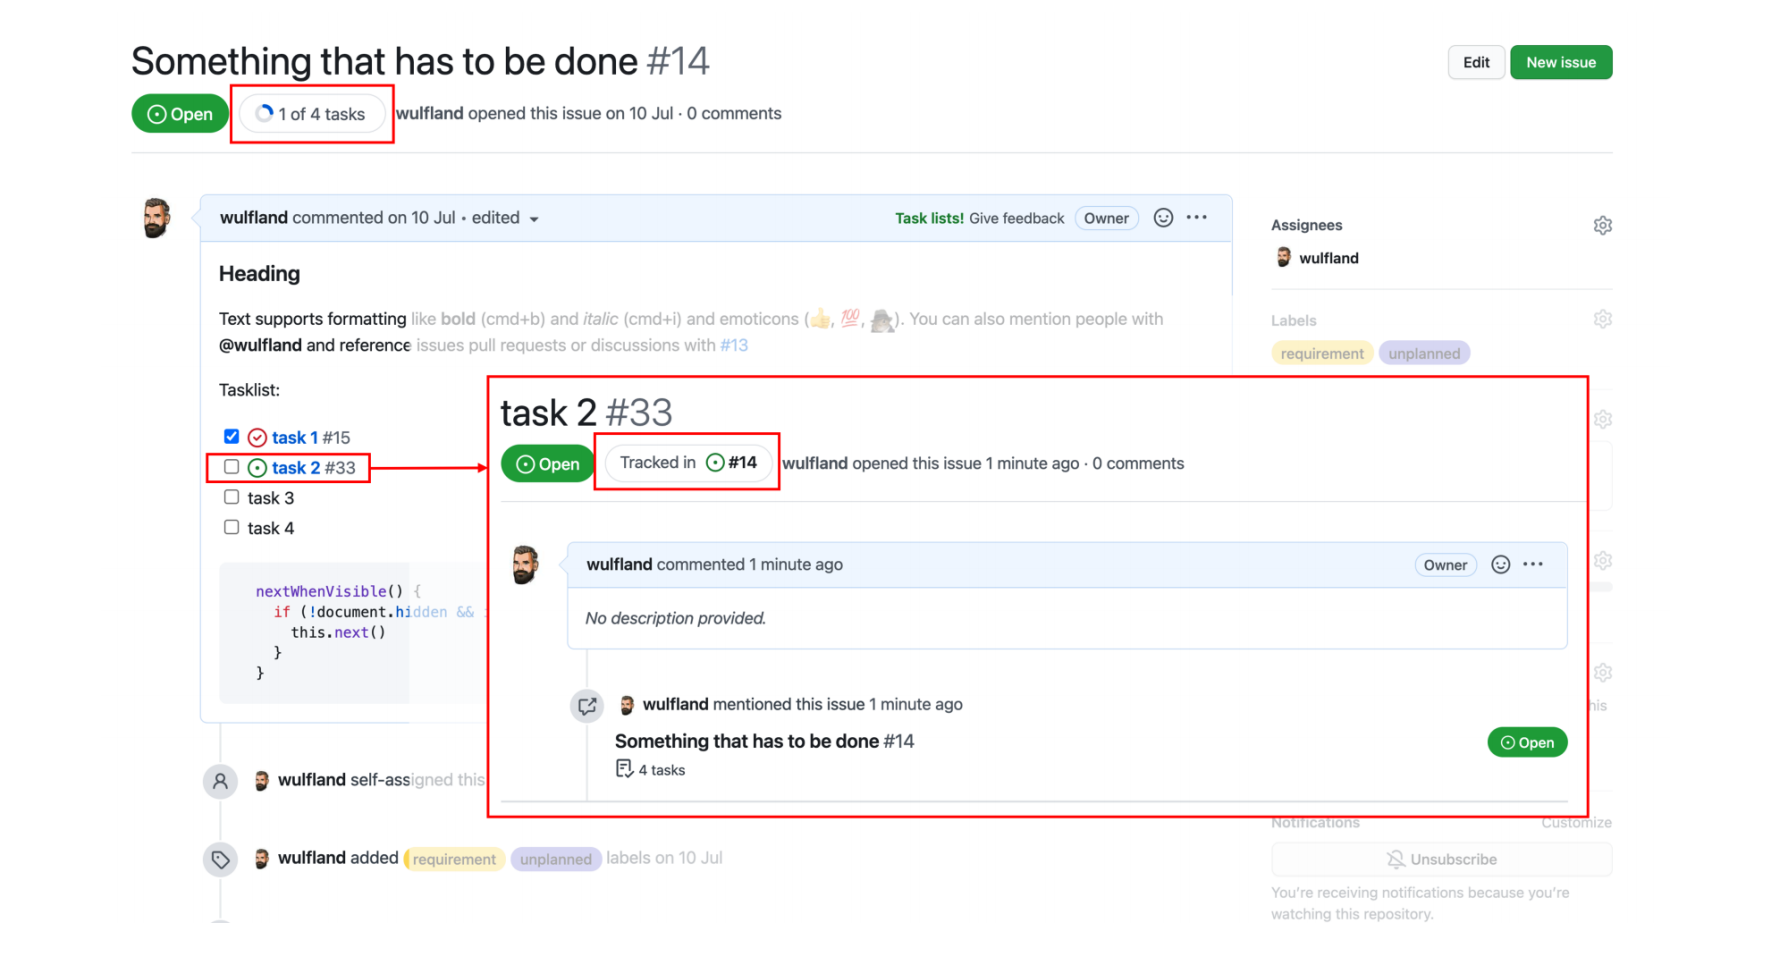 Something that has to be done #14
Edit
New issue
Open
1 of 4 tasks
wulfland opened this issue on 10 Jul · 0 comments
wulfland commented on 10 Jul • edited
Task lists! Give feedback
Owner
Heading
Text supports formatting like bold (cmd+b) and italic (cmd+i) and emoticons (👍, 💯, 🕵). You can also mention people with
@wulfland and reference issues pull requests or discussions with #13
Tasklist:
task 1 #15
task 2 #33
task 3
task 4
nextWhenVisible() {
if (!document.hidden &&
this.next()
}
}
wulfland self-assigned this
wulfland added requirement unplanned labels on 10 Jul
task 2 #33
Open
Tracked in #14
wulfland opened this issue 1 minute ago · 0 comments
wulfland commented 1 minute ago
Owner
No description provided.
wulfland mentioned this issue 1 minute ago
Something that has to be done #14
Open
4 tasks
Assignees
wulfland
Labels
requirement unplanned
Notifications
Customize
Unsubscribe
You're receiving notifications because you're
watching this repository.